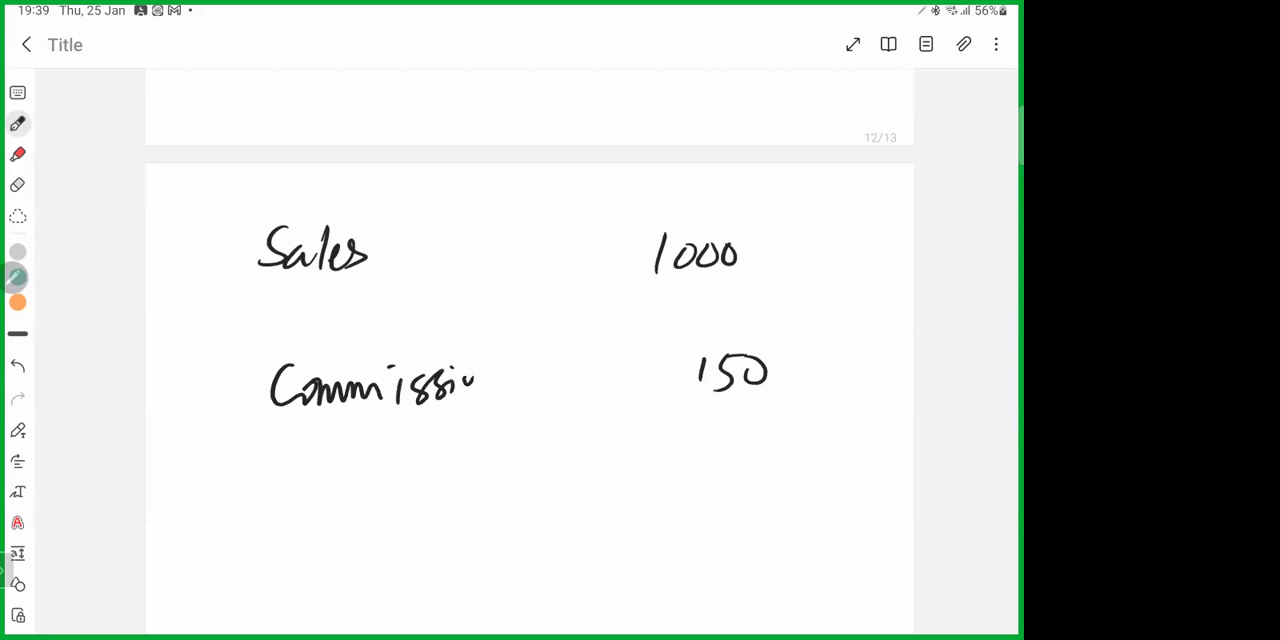 19:39 Thu, 25 Jan 56%
Title
12/13
Sales 1000
Commissio 150